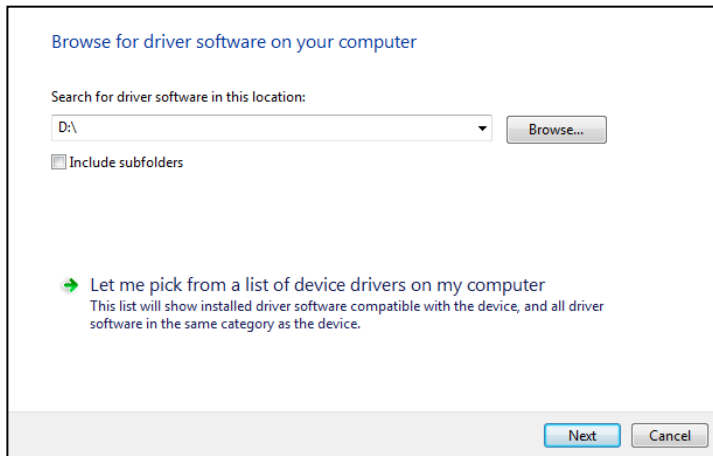 Browse for driver software on your computer
Search for driver software in this location:
D:\
Browse...
Include subfolders
Let me pick from a list of device drivers on my computer
This list will show installed driver software compatible with the device, and all driver
software in the same category as the device.
Next
Cancel